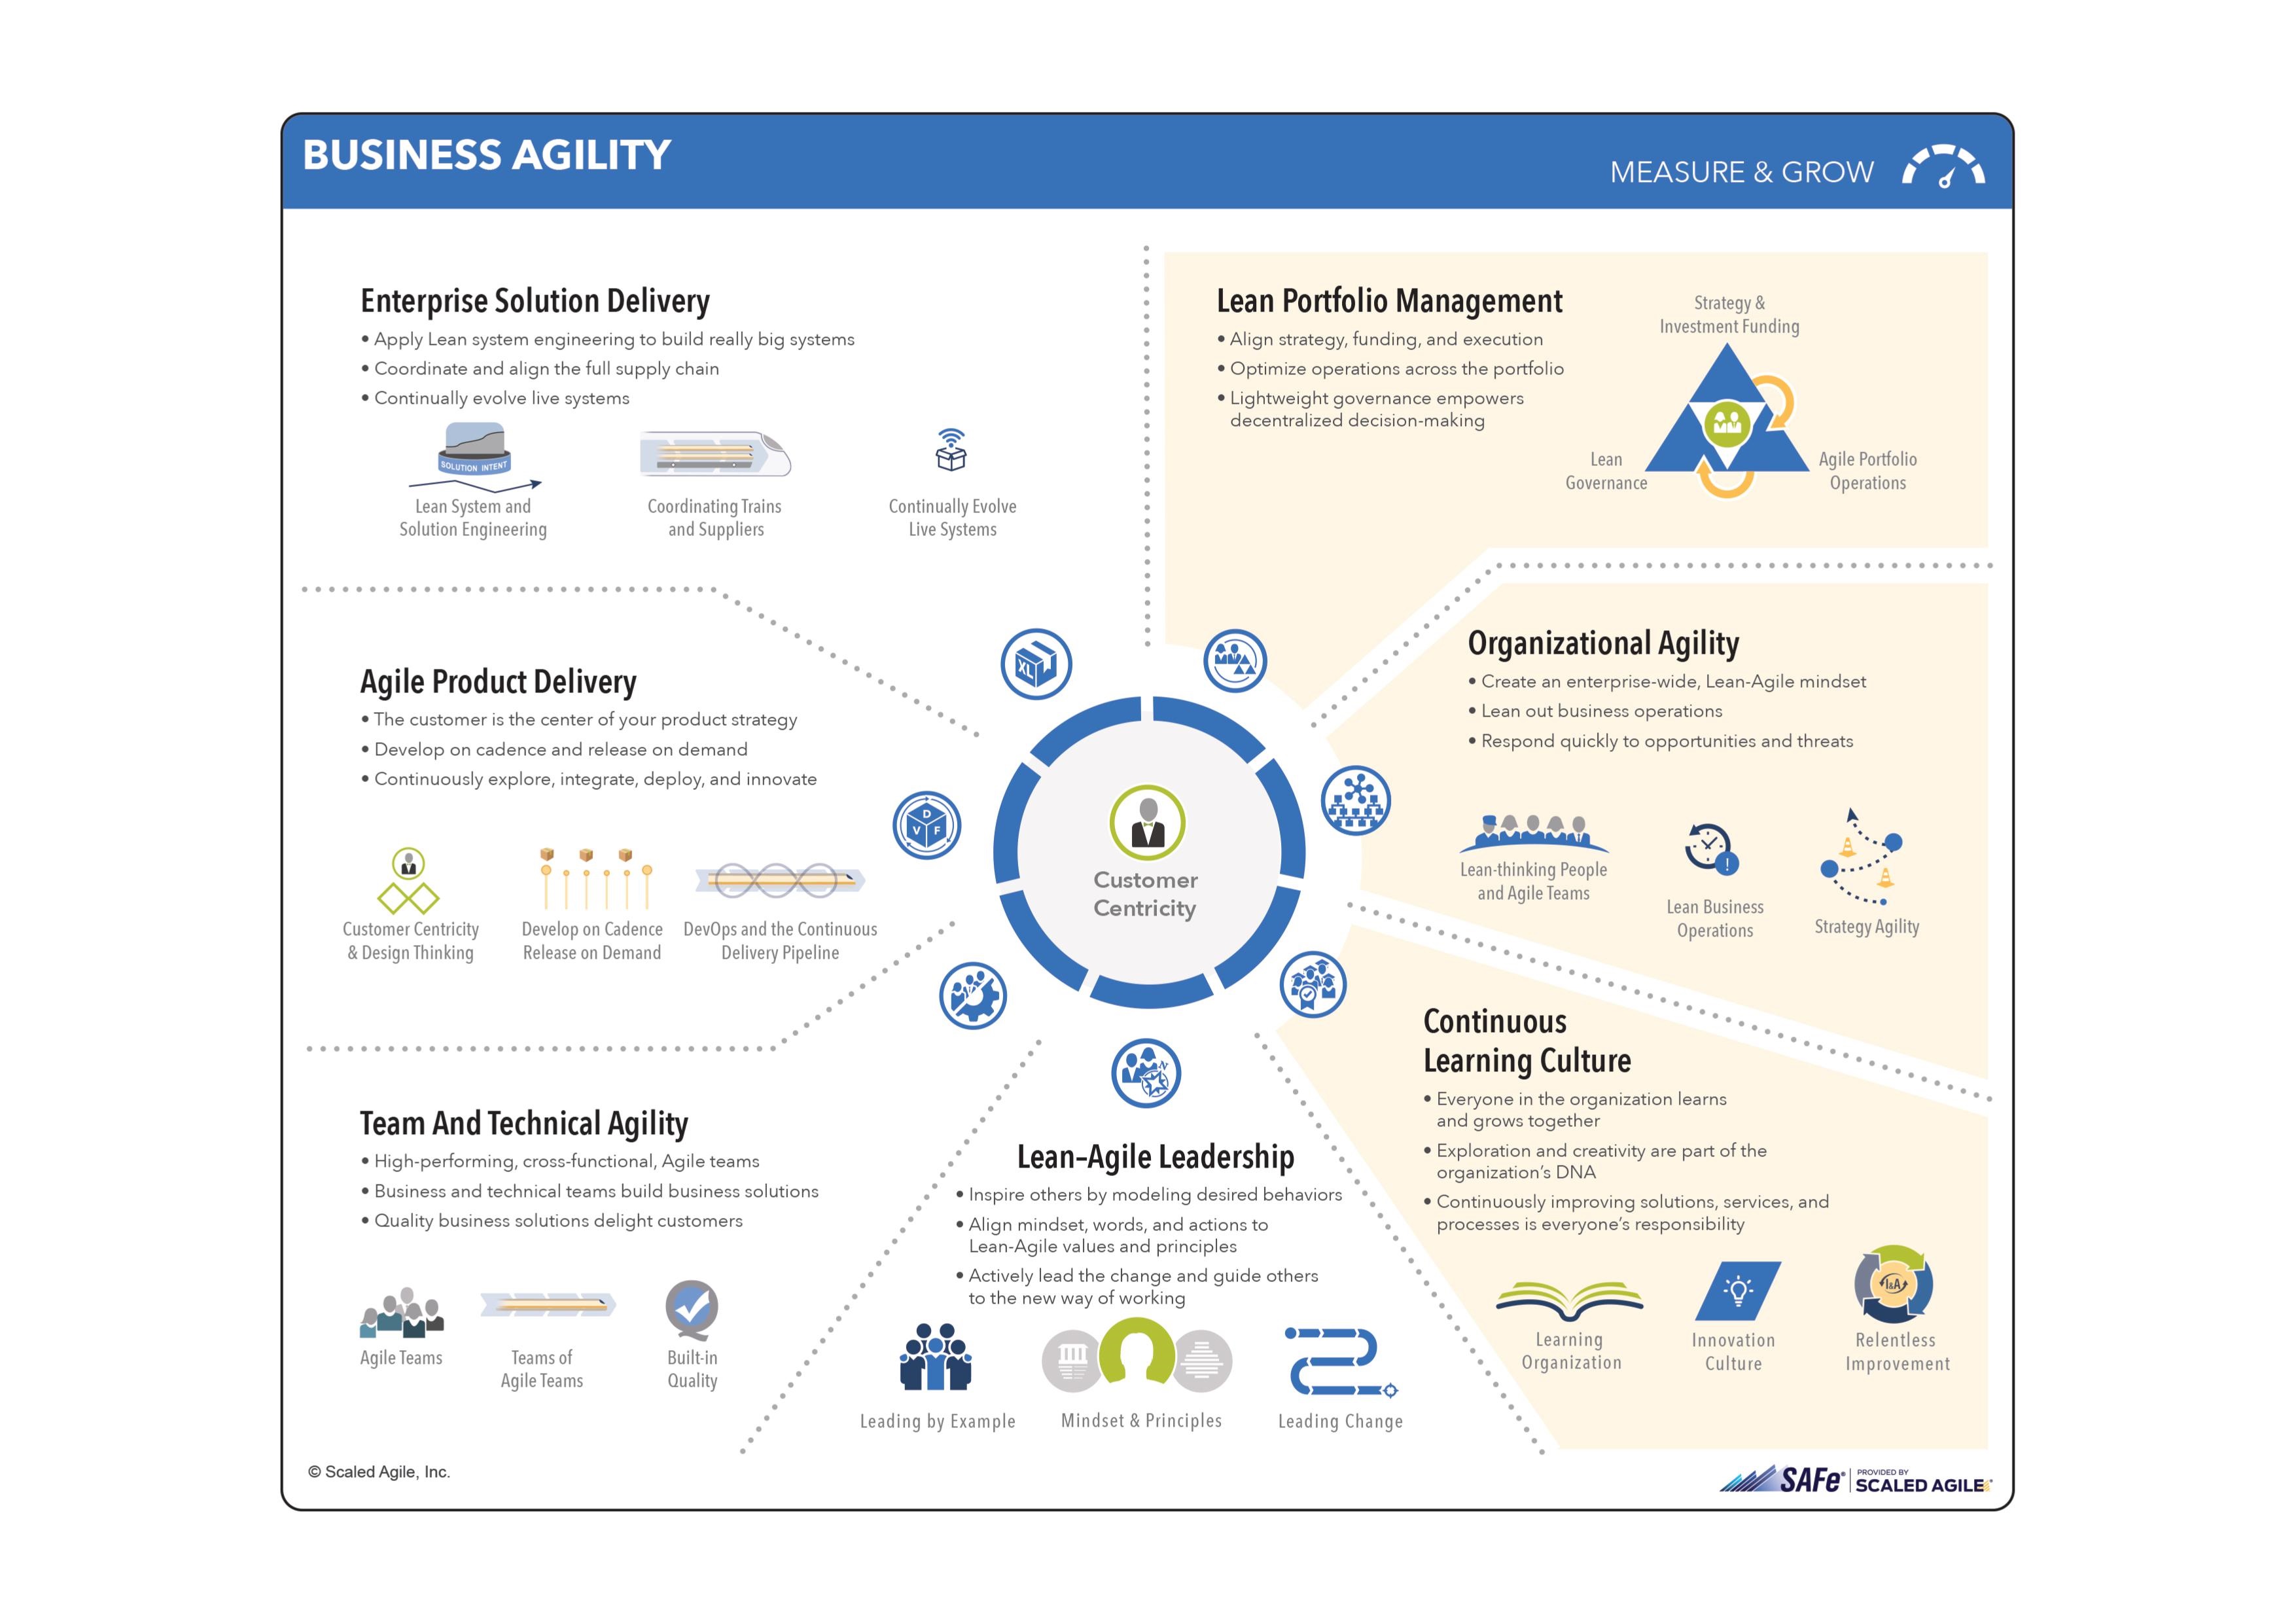 BUSINESS AGILITY
MEASURE & GROW
Enterprise Solution Delivery
• Apply Lean system engineering to build really big systems
• Coordinate and align the full supply chain
• Continually evolve live systems
SOLUTION INTENT
Lean System and
Solution Engineering
Coordinating Trains
and Suppliers
Continually Evolve
Live Systems
Lean Portfolio Management
• Align strategy, funding, and execution
• Optimize operations across the portfolio
• Lightweight governance empowers
decentralized decision-making
Strategy &
Investment Funding
Lean
Governance
Agile Portfolio
Operations
Agile Product Delivery
• The customer is the center of your product strategy
• Develop on cadence and release on demand
• Continuously explore, integrate, deploy, and innovate
Customer Centricity
& Design Thinking
Develop on Cadence
Release on Demand
DevOps and the Continuous
Delivery Pipeline
XL
D
V F
Customer
Centricity
N
Organizational Agility
• Create an enterprise-wide, Lean-Agile mindset
• Lean out business operations
• Respond quickly to opportunities and threats
Lean-thinking People
and Agile Teams
!
Lean Business
Operations
Strategy Agility
Team And Technical Agility
• High-performing, cross-functional, Agile teams
• Business and technical teams build business solutions
• Quality business solutions delight customers
Agile Teams
Teams of
Agile Teams
Built-in
Quality
Lean–Agile Leadership
• Inspire others by modeling desired behaviors
• Align mindset, words, and actions to
Lean-Agile values and principles
• Actively lead the change and guide others
to the new way of working
Leading by Example
Mindset & Principles
Leading Change
Continuous
Learning Culture
• Everyone in the organization learns
and grows together
• Exploration and creativity are part of the
organization's DNA
• Continuously improving solutions, services, and
processes is everyone's responsibility
I&A
Learning
Organization
Innovation
Culture
Relentless
Improvement
© Scaled Agile, Inc.
SAFe®
PROVIDED BY
SCALED AGILE